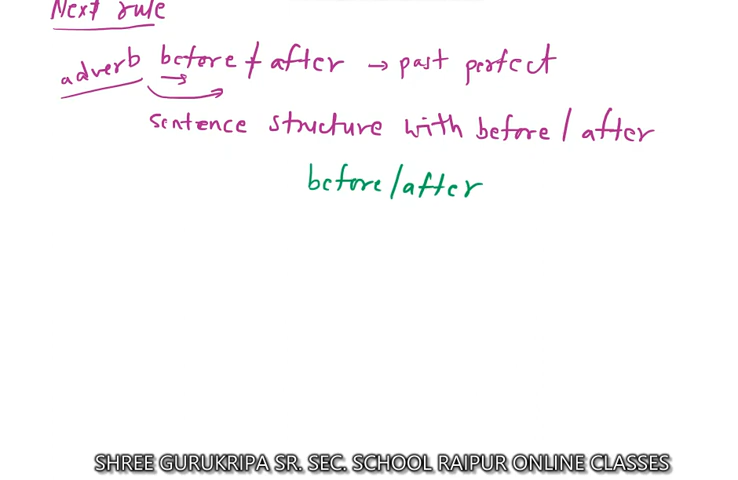 Next rule
adverb before + after → past perfect
sentence structure with before / after
before/after
SHREE GURUKRIPA SR. SEC. SCHOOL RAIPUR ONLINE CLASSES